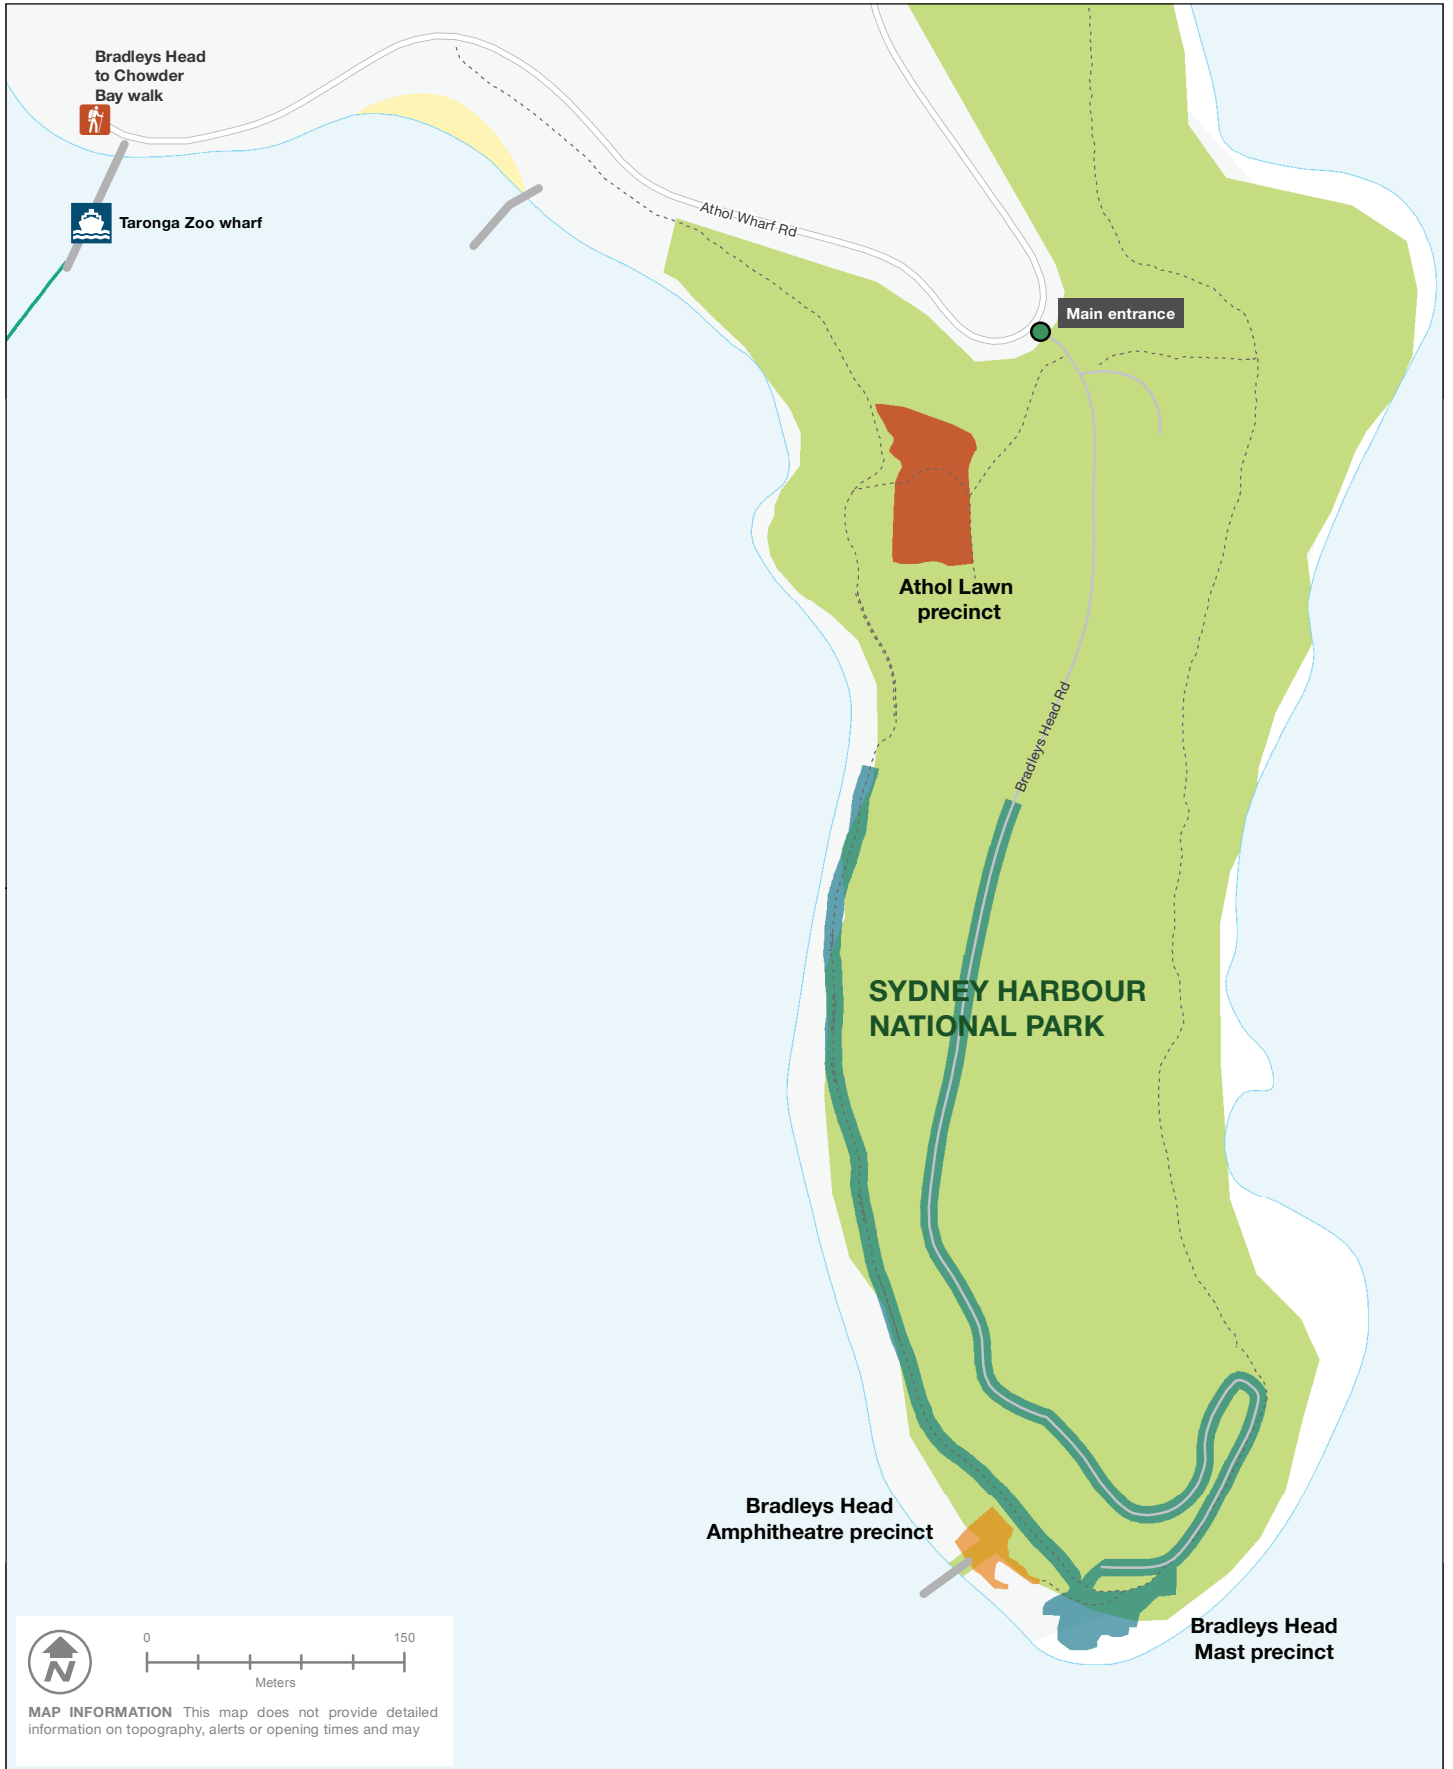 Bradleys Head
to Chowder
Bay walk
Taronga Zoo wharf
Athol Wharf Rd
Main entrance
Athol Lawn
precinct
Bradleys Head Rd
SYDNEY HARBOUR
NATIONAL PARK
Bradleys Head
Amphitheatre precinct
Bradleys Head
Mast precinct
N
0 150
Meters
MAP INFORMATION This map does not provide detailed
information on topography, alerts or opening times and may